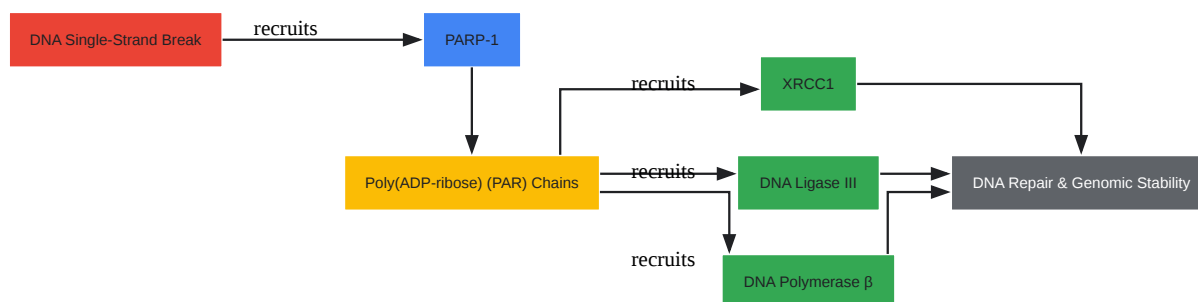 DNA Single-Strand Break
recruits
PARP-1
recruits
XRCC1
Poly(ADP-ribose) (PAR) Chains
recruits
DNA Ligase III
DNA Repair & Genomic Stability
recruits
DNA Polymerase β